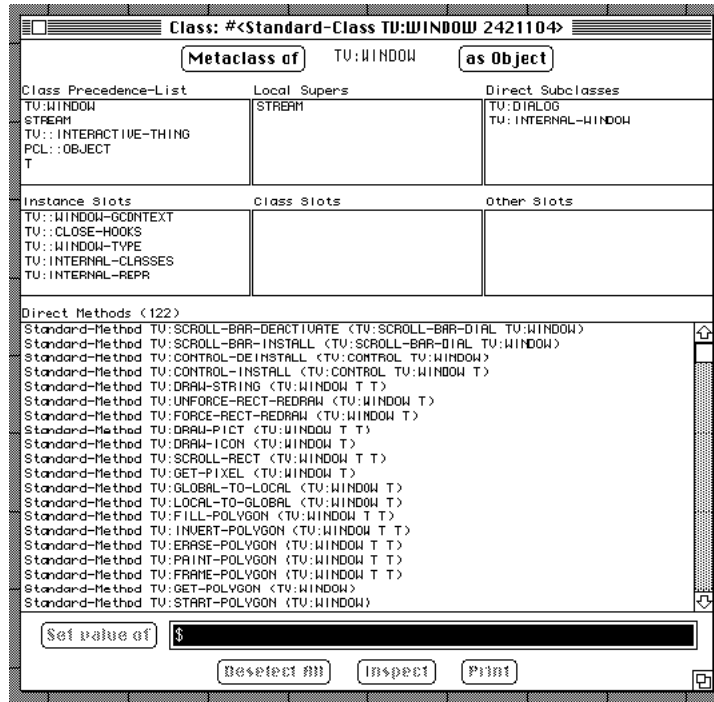 Class: #<Standard-Class TV:WINDOW 2421104>
Metaclass of TV:WINDOW as Object
Class Precedence-List Local Supers Direct Subclasses
TV:WINDOW STREAM TV:DIALOG
STREAM TV:INTERNAL-WINDOW
TV::INTERACTIVE-THING
PCL::OBJECT
T
Instance Slots Class Slots Other Slots
TV::WINDOW-GCONTEXT
TV::CLOSE-HOOKS
TV::WINDOW-TYPE
TV:INTERNAL-CLASSES
TV:INTERNAL-REPR
Direct Methods (122)
Standard-Method TV:SCROLL-BAR-DEACTIVATE (TV:SCROLL-BAR-DIAL TV:WINDOW)
Standard-Method TV:SCROLL-BAR-INSTALL (TV:SCROLL-BAR-DIAL TV:WINDOW)
Standard-Method TV:CONTROL-DEINSTALL (TV:CONTROL TV:WINDOW)
Standard-Method TV:CONTROL-INSTALL (TV:CONTROL TV:WINDOW T)
Standard-Method TV:DRAW-STRING (TV:WINDOW T T)
Standard-Method TV:UNFORCE-RECT-REDRAW (TV:WINDOW T)
Standard-Method TV:FORCE-RECT-REDRAW (TV:WINDOW T)
Standard-Method TV:DRAW-PICT (TV:WINDOW T T)
Standard-Method TV:DRAW-ICON (TV:WINDOW T T)
Standard-Method TV:SCROLL-RECT (TV:WINDOW T T)
Standard-Method TV:GET-PIXEL (TV:WINDOW T)
Standard-Method TV:GLOBAL-TO-LOCAL (TV:WINDOW T)
Standard-Method TV:LOCAL-TO-GLOBAL (TV:WINDOW T)
Standard-Method TV:FILL-POLYGON (TV:WINDOW T T)
Standard-Method TV:INVERT-POLYGON (TV:WINDOW T T)
Standard-Method TV:ERASE-POLYGON (TV:WINDOW T T)
Standard-Method TV:PAINT-POLYGON (TV:WINDOW T T)
Standard-Method TV:FRAME-POLYGON (TV:WINDOW T T)
Standard-Method TV:GET-POLYGON (TV:WINDOW)
Standard-Method TV:START-POLYGON (TV:WINDOW)
Set value of $
Deselect All Inspect Print